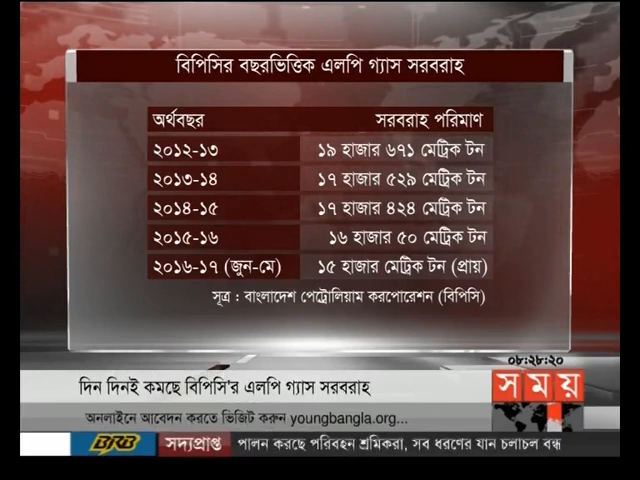 বিপিসির বছরভিত্তিক এলপি গ্যাস সরবরাহ
অর্থবছর সরবরাহ পরিমাণ
২০১২-১৩ ১৯ হাজার ৬৭১ মেট্রিক টন
২০১৩-১৪ ১৭ হাজার ৫২৯ মেট্রিক টন
২০১৪-১৫ ১৭ হাজার ৪২৪ মেট্রিক টন
২০১৫-১৬ ১৬ হাজার ৫০ মেট্রিক টন
২০১৬-১৭ (জুন-মে) ১৫ হাজার মেট্রিক টন (প্রায়)
সূত্র : বাংলাদেশ পেট্রোলিয়াম করপোরেশন (বিপিসি)
০৮:২৮:২০
দিন দিনই কমছে বিপিসি'র এলপি গ্যাস সরবরাহ
সময়
অনলাইনে আবেদন করতে ভিজিট করুন youngbangla.org...
BRB সদ্যপ্রাপ্ত পালন করছে পরিবহন শ্রমিকরা, সব ধরণের যান চলাচল বন্ধ